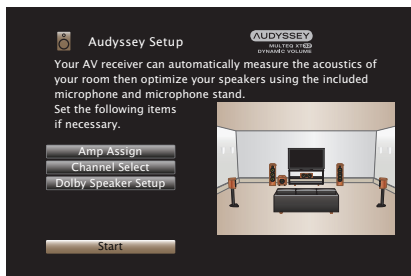 Audyssey Setup
AUDYSSEY
MULTEQ XT32
DYNAMIC VOLUME
Your AV receiver can automatically measure the acoustics of
your room then optimize your speakers using the included
microphone and microphone stand.
Set the following items
if necessary.
Amp Assign
Channel Select
Dolby Speaker Setup
Start